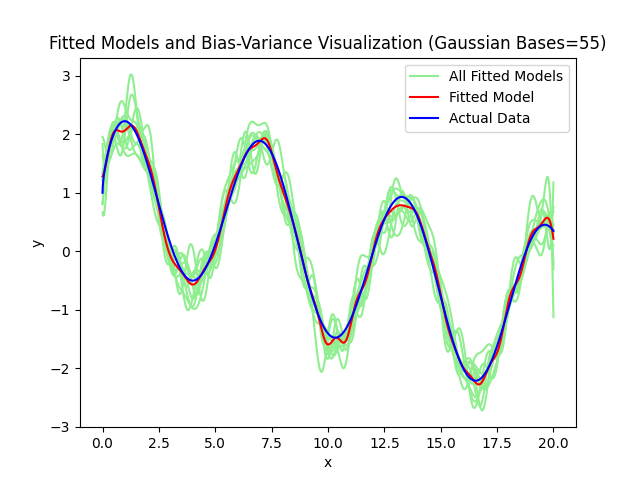 Fitted Models and Bias-Variance Visualization (Gaussian Bases=55)
All Fitted Models
Fitted Model
Actual Data
y
3
2
1
0
−1
−2
−3
0.0 2.5 5.0 7.5 10.0 12.5 15.0 17.5 20.0
x